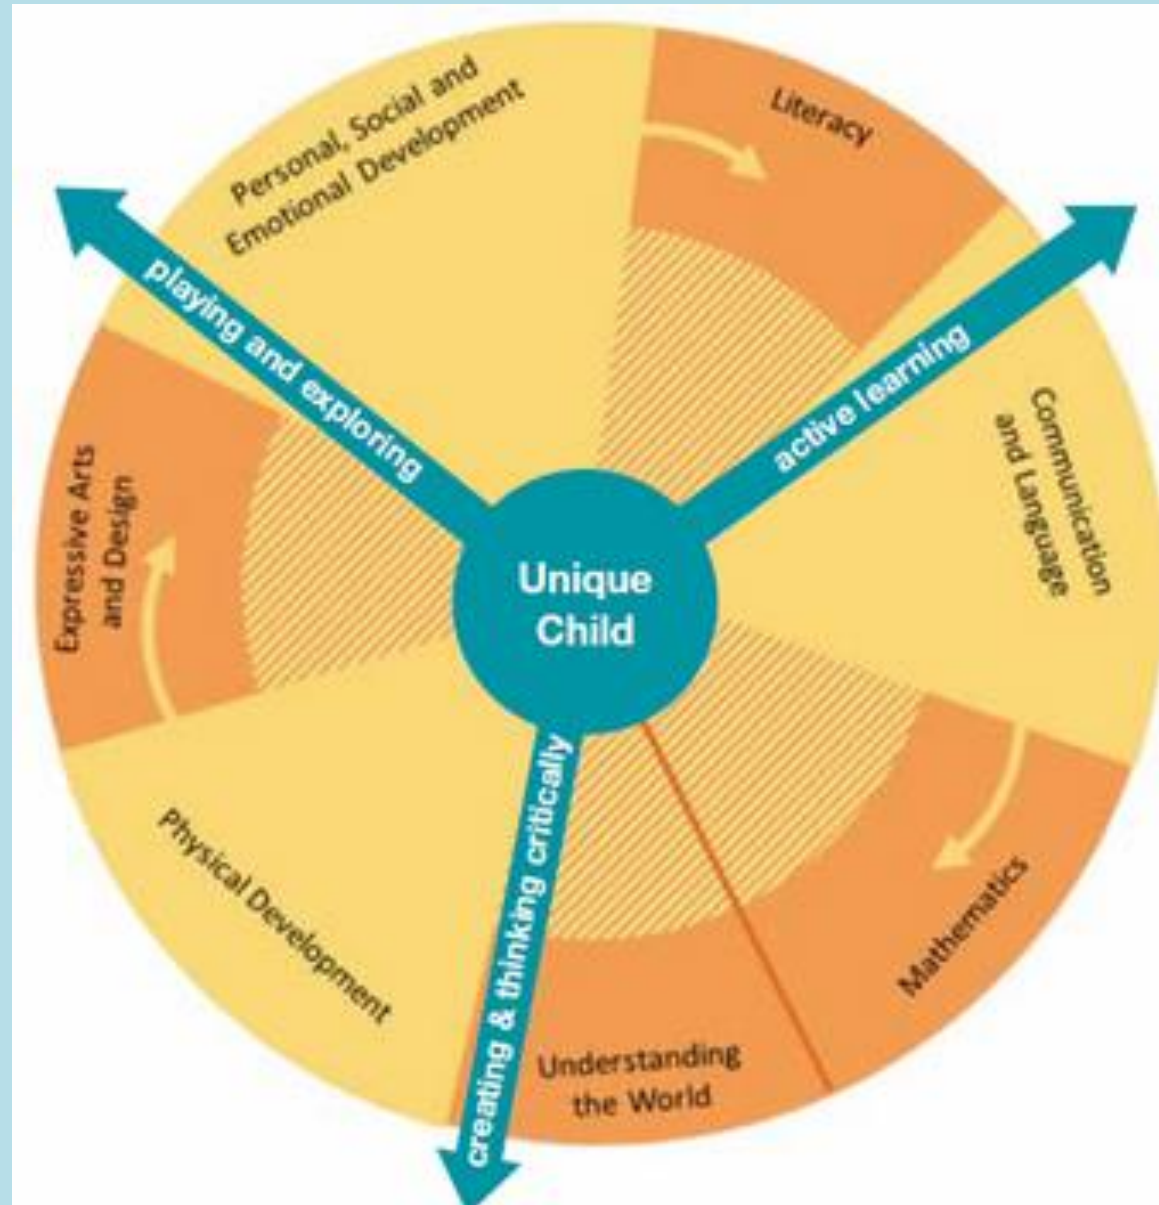 Personal, Social and
Emotional Development
Literacy
playing and exploring
active learning
Communication
and Language
Expressive Arts
and Design
Unique
Child
Physical Development
creating & thinking critically
Mathematics
Understanding
the World